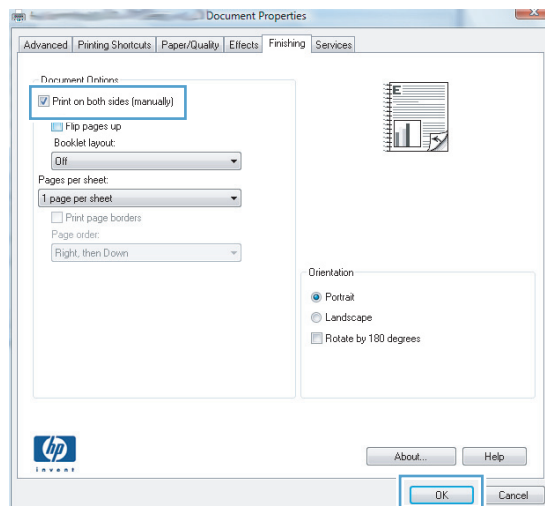 Document Properties
Advanced Printing Shortcuts Paper/Quality Effects Finishing Services
Document Options
Print on both sides (manually)
Flip pages up
Booklet layout:
Off
Pages per sheet:
1 page per sheet
Print page borders
Page order:
Right, then Down
E
Orientation
Portrait
Landscape
Rotate by 180 degrees
hp
invent
About... Help
OK Cancel